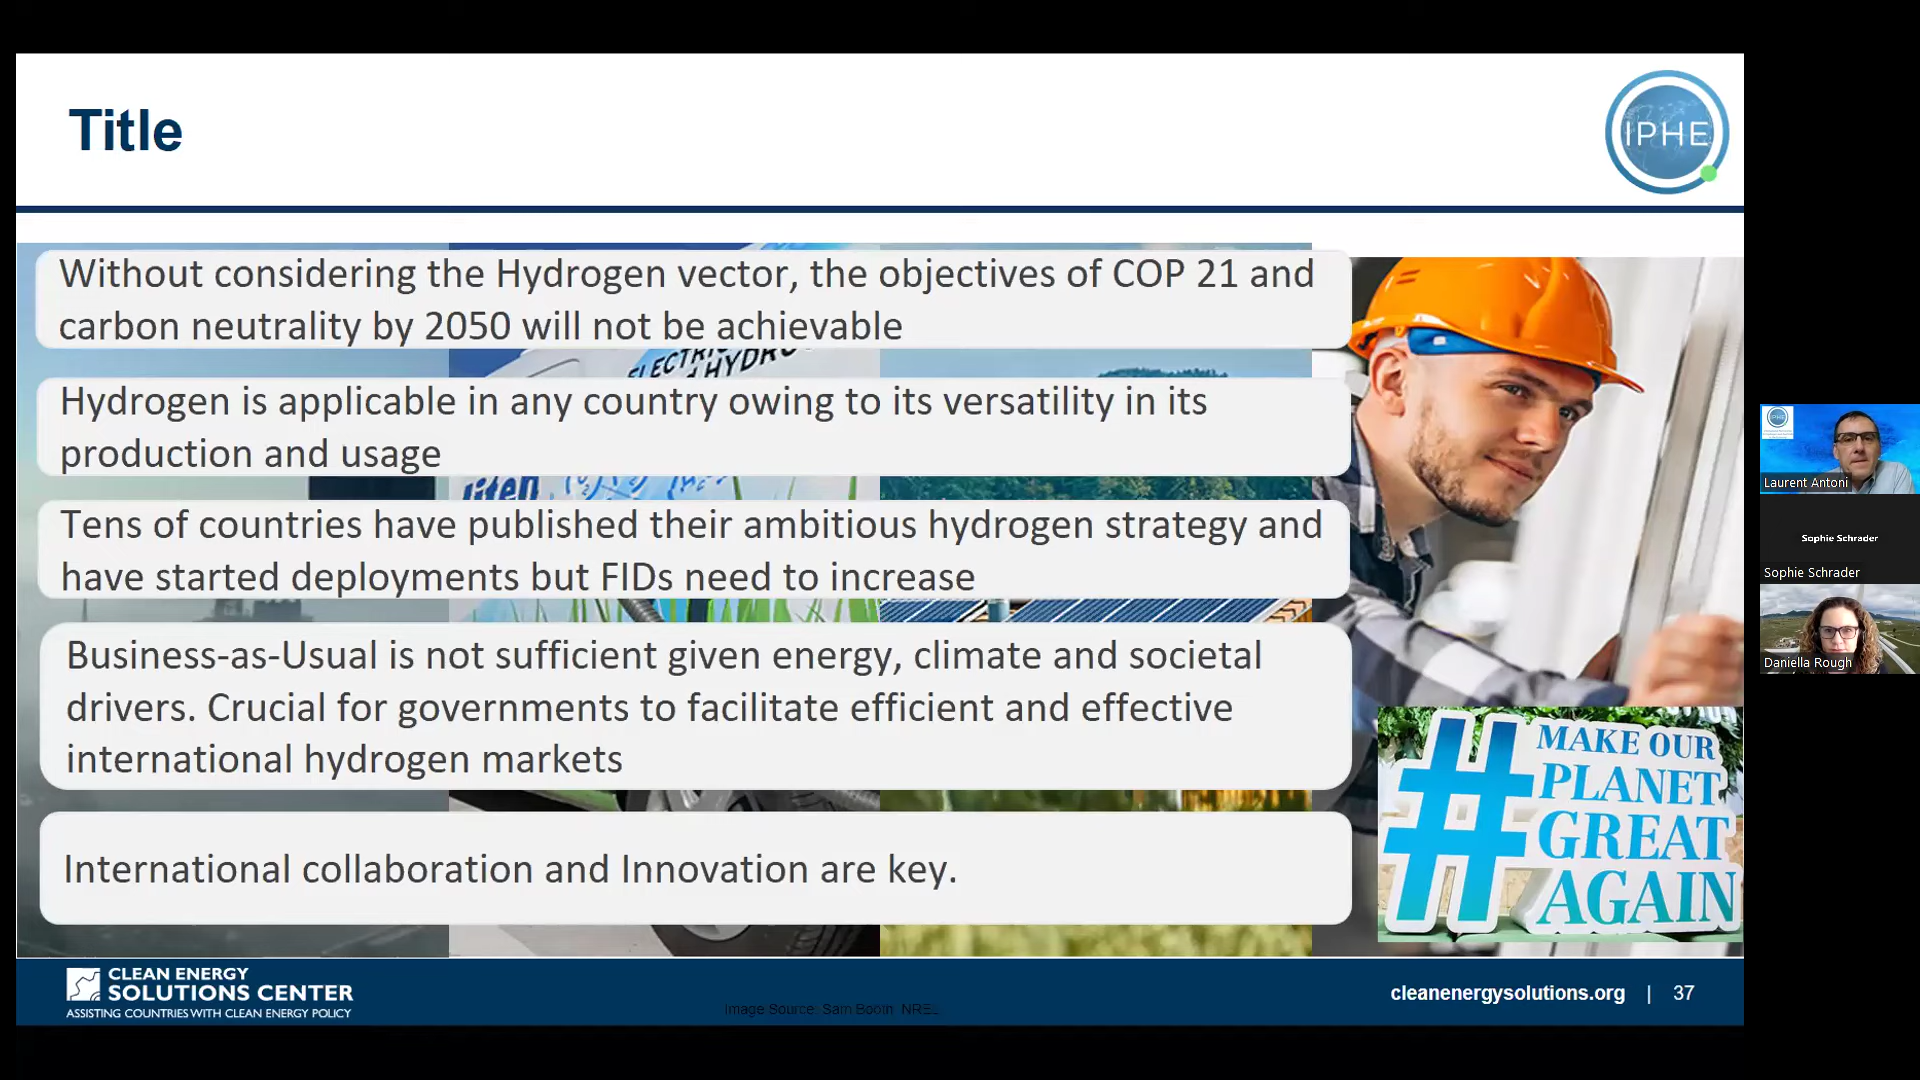 Title
IPHE
Without considering the Hydrogen vector, the objectives of COP 21 and
carbon neutrality by 2050 will not be achievable
ELECTRIC
HYDRO
Hydrogen is applicable in any country owing to its versatility in its
production and usage
liten
Tens of countries have published their ambitious hydrogen strategy and
have started deployments but FIDs need to increase
Business-as-Usual is not sufficient given energy, climate and societal
drivers. Crucial for governments to facilitate efficient and effective
international hydrogen markets
International collaboration and Innovation are key.
#
MAKE OUR
PLANET
GREAT
AGAIN
CLEAN ENERGY
SOLUTIONS CENTER
ASSISTING COUNTRIES WITH CLEAN ENERGY POLICY
Image Source: Sam Booth NREL
cleanenergysolutions.org | 37
IPHE
Laurent Antoni
Sophie Schrader
Sophie Schrader
Daniella Rough